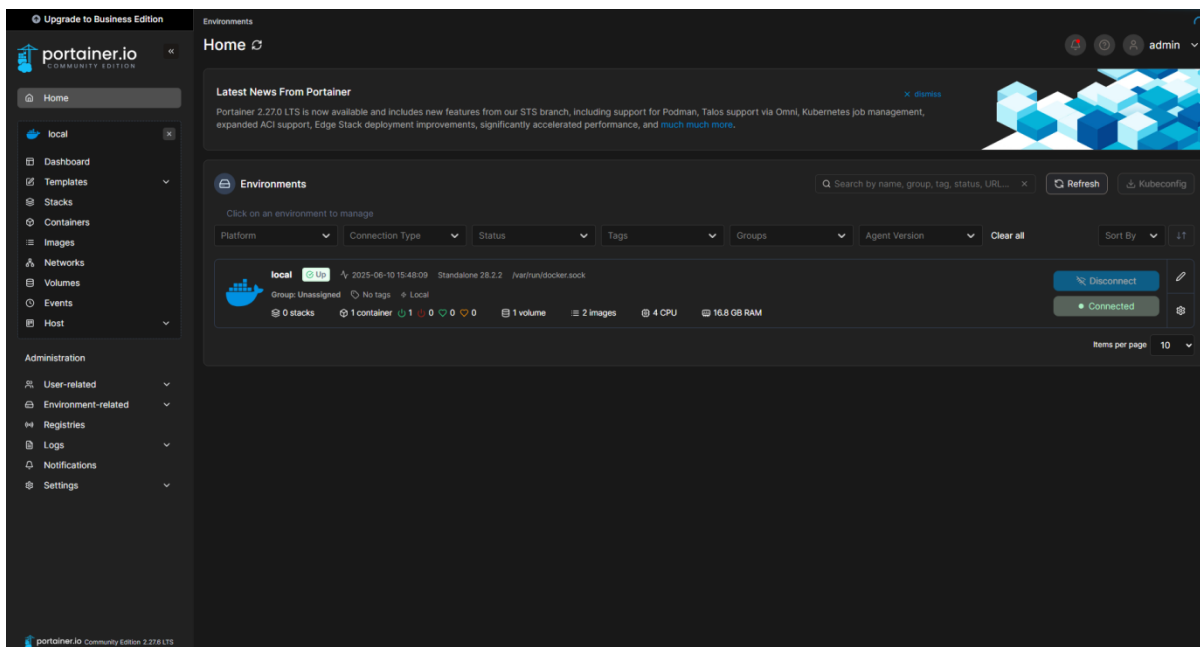 Upgrade to Business Edition
portainer.io
COMMUNITY EDITION
Home
local
Dashboard
Templates
Stacks
Containers
Images
Networks
Volumes
Events
Host
Administration
User-related
Environment-related
Registries
Logs
Notifications
Settings
portainer.io Community Edition 2.27.6 LTS
Environments
Home
admin
Latest News From Portainer
dismiss
Portainer 2.27.0 LTS is now available and includes new features from our STS branch, including support for Podman, Talos support via Omni, Kubernetes job management,
expanded ACI support, Edge Stack deployment improvements, significantly accelerated performance, and much much more.
Environments
Search by name, group, tag, status, URL...
Refresh
Kubeconfig
Click on an environment to manage
Platform Connection Type Status Tags Groups Agent Version Clear all Sort By
local Up 2025-06-10 15:48:09 Standalone 28.2.2 /var/run/docker.sock
Group: Unassigned No tags Local
0 stacks 1 container 1 0 0 0 1 volume 2 images 4 CPU 16.8 GB RAM
Disconnect
Connected
Items per page 10